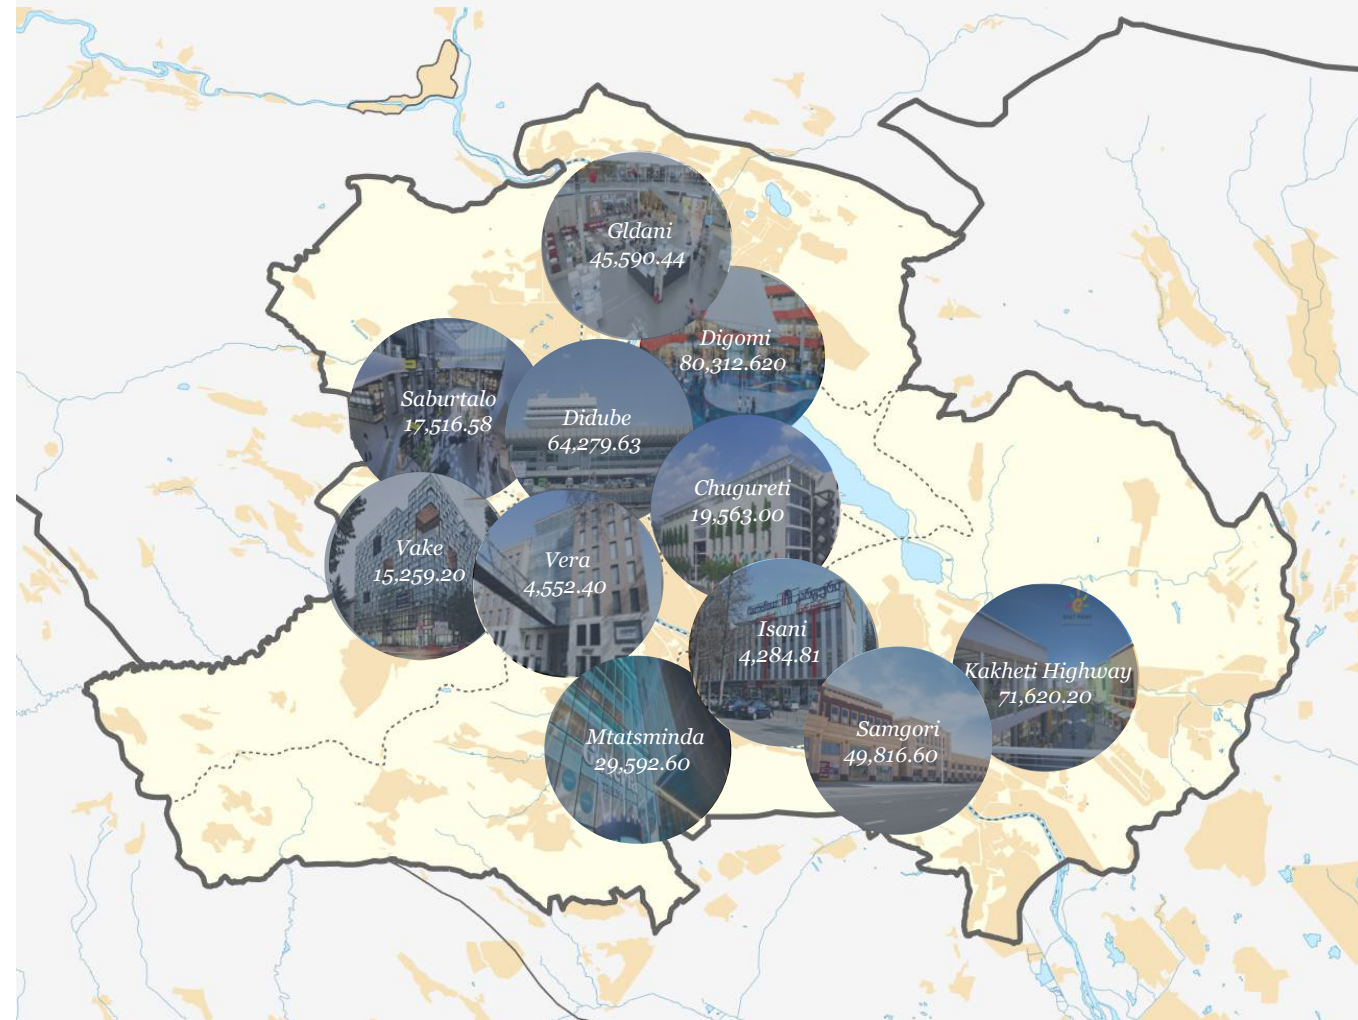 Gldani
45,590.44
Digomi
80,312.620
Saburtalo
17,516.58
Didube
64,279.63
Chugureti
19,563.00
Vake
15,259.20
Vera
4,552.40
Isani
4,284.81
Kakheti Highway
71,620.20
Mtatsminda
29,592.60
Samgori
49,816.60